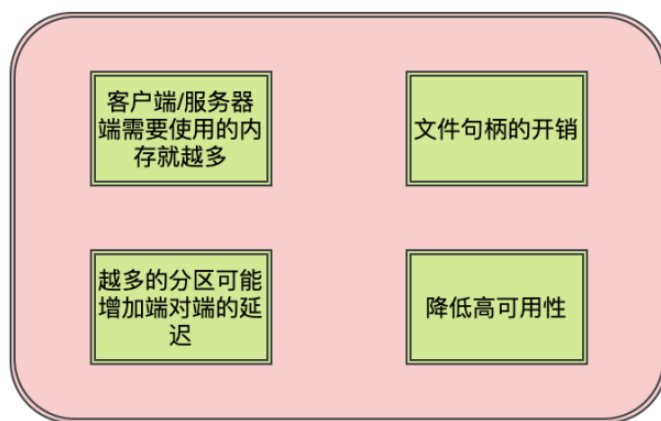 客户端/服务器
端需要使用的内
存就越多
文件句柄的开销
越多的分区可能
增加端对端的延
迟
降低高可用性